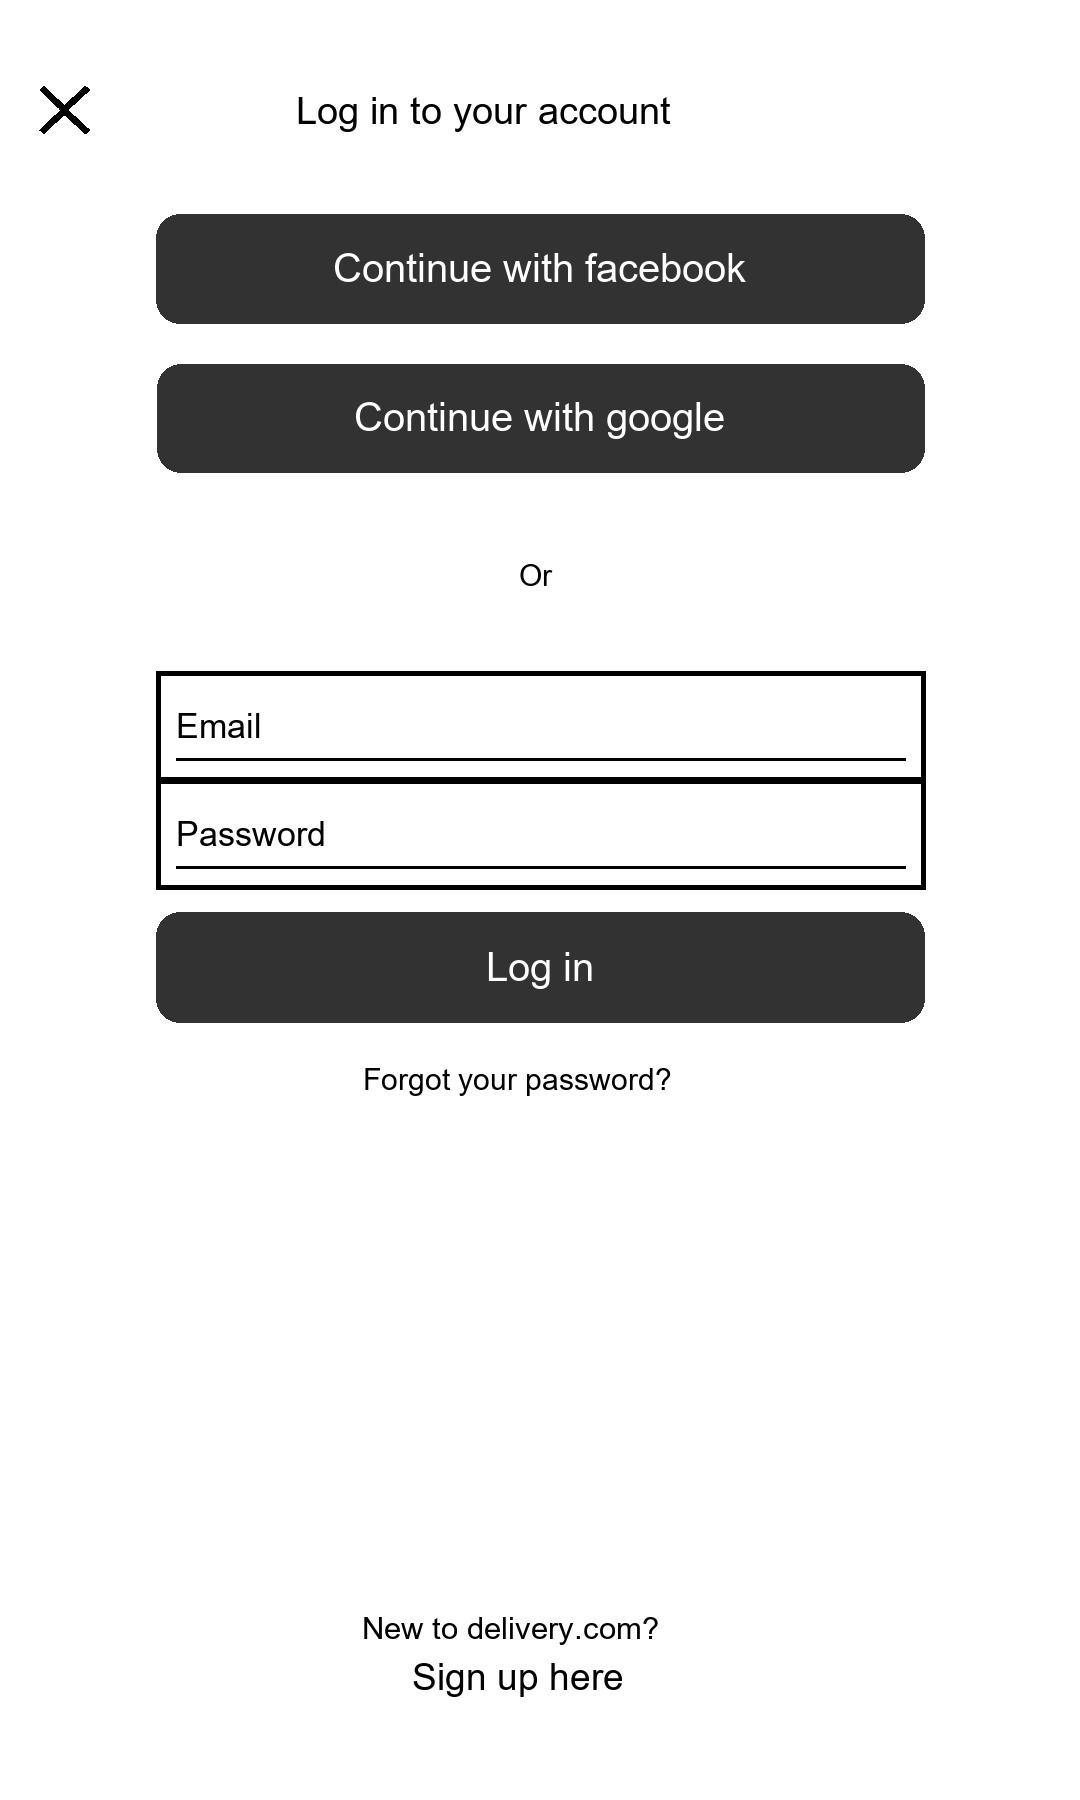 Log in to your account
Continue with facebook
Continue with google
Or
Email
Password
Log in
Forgot your password?
New to delivery.com?
Sign up here